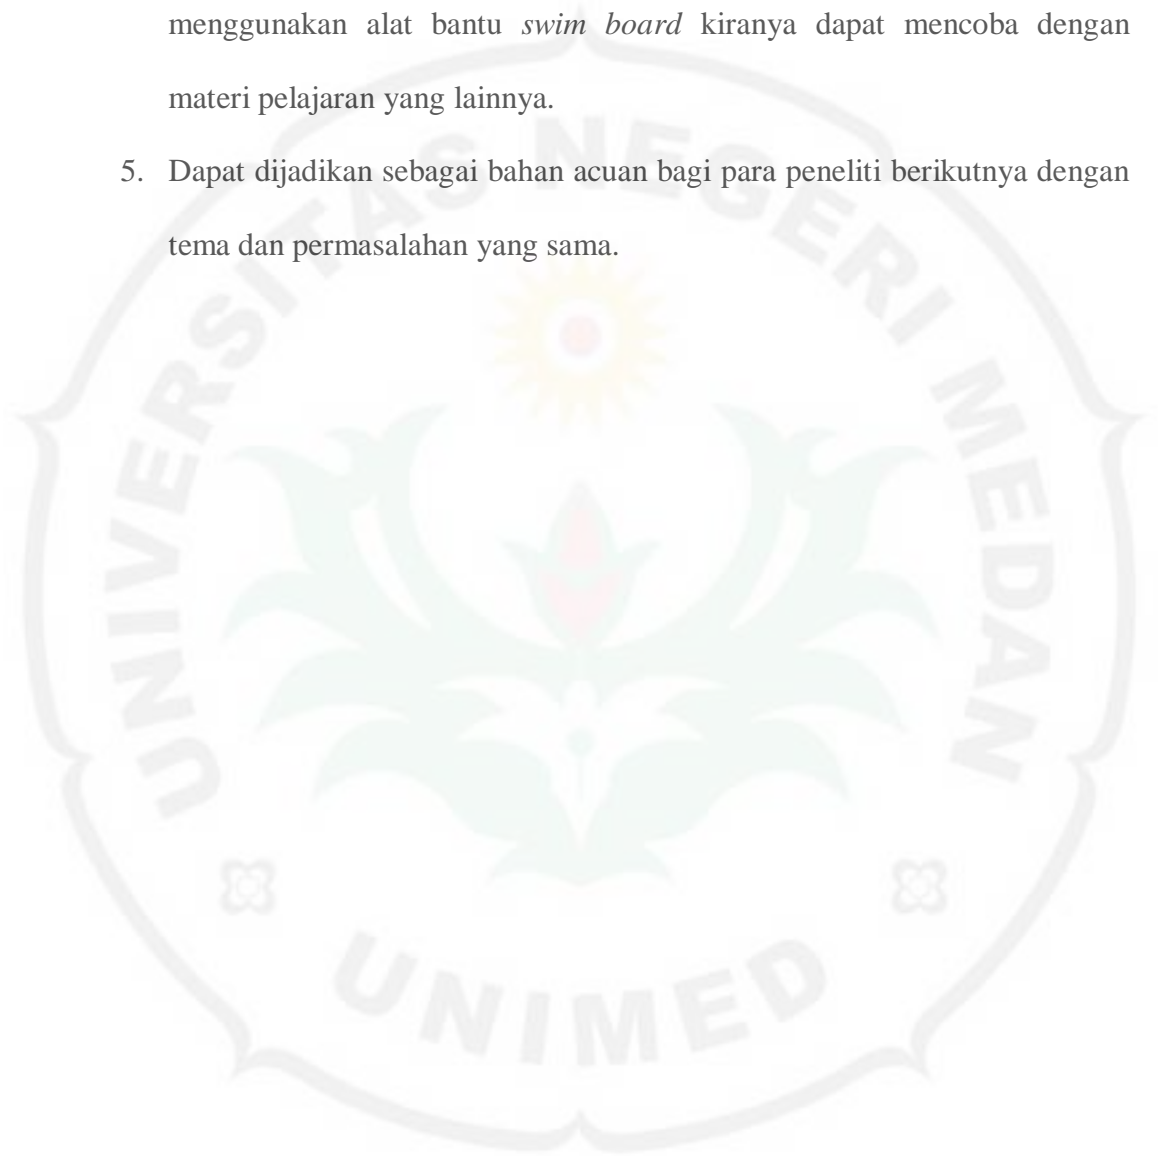 menggunakan alat bantu swim board kiranya dapat mencoba dengan
materi pelajaran yang lainnya.
5. Dapat dijadikan sebagai bahan acuan bagi para peneliti berikutnya dengan
tema dan permasalahan yang sama.
UNIVERSITAS NEGERI MEDAN
UNIMED